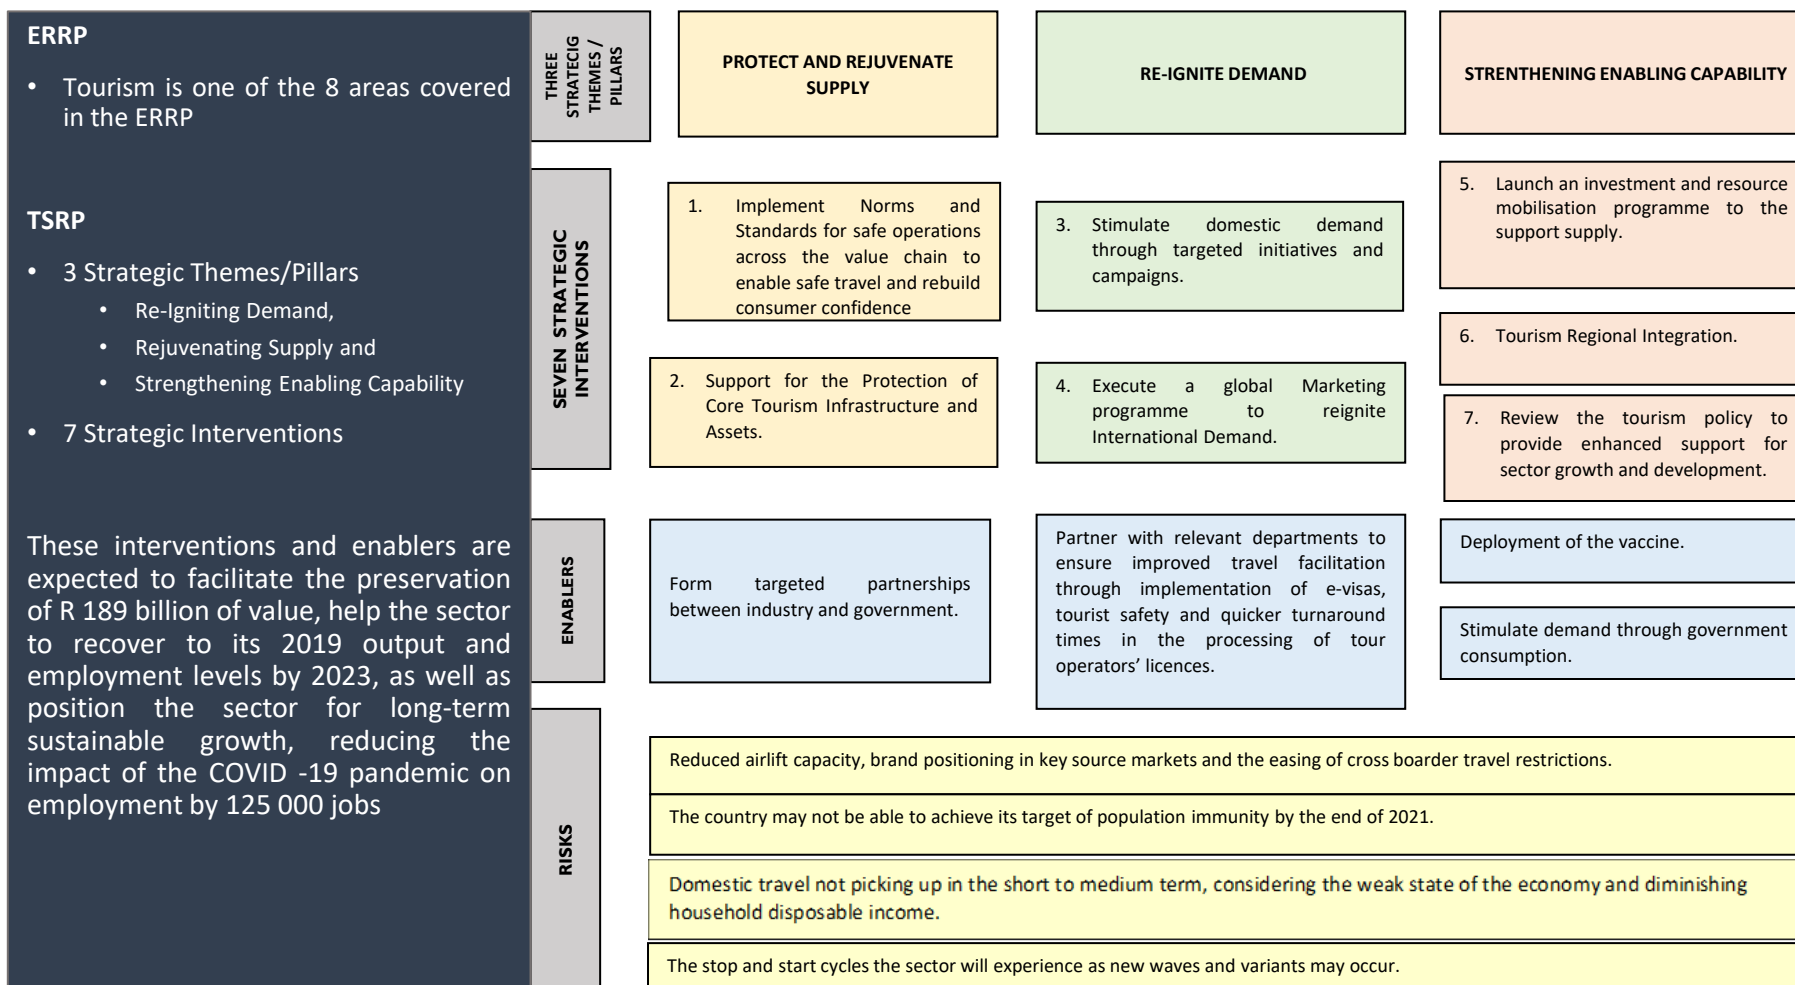 ERRP
• Tourism is one of the 8 areas covered
in the ERRP
TSRP
• 3 Strategic Themes/Pillars
• Re-Igniting Demand,
• Rejuvenating Supply and
• Strengthening Enabling Capability
• 7 Strategic Interventions
These interventions and enablers are
expected to facilitate the preservation
of R 189 billion of value, help the sector
to recover to its 2019 output and
employment levels by 2023, as well as
position the sector for long-term
sustainable growth, reducing the
impact of the COVID -19 pandemic on
employment by 125 000 jobs
THREE
STRATECIG
THEMES /
PILLARS
PROTECT AND REJUVENATE
SUPPLY
RE-IGNITE DEMAND
STRENTHENING ENABLING CAPABILITY
SEVEN STRATEGIC
INTERVENTIONS
1. Implement Norms and
Standards for safe operations
across the value chain to
enable safe travel and rebuild
consumer confidence
2. Support for the Protection of
Core Tourism Infrastructure and
Assets.
3. Stimulate domestic demand
through targeted initiatives and
campaigns.
4. Execute a global Marketing
programme to reignite
International Demand.
5. Launch an investment and resource
mobilisation programme to the
support supply.
6. Tourism Regional Integration.
7. Review the tourism policy to
provide enhanced support for
sector growth and development.
ENABLERS
Form targeted partnerships
between industry and government.
Partner with relevant departments to
ensure improved travel facilitation
through implementation of e-visas,
tourist safety and quicker turnaround
times in the processing of tour
operators’ licences.
Deployment of the vaccine.
Stimulate demand through government
consumption.
RISKS
Reduced airlift capacity, brand positioning in key source markets and the easing of cross boarder travel restrictions.
The country may not be able to achieve its target of population immunity by the end of 2021.
Domestic travel not picking up in the short to medium term, considering the weak state of the economy and diminishing
household disposable income.
The stop and start cycles the sector will experience as new waves and variants may occur.